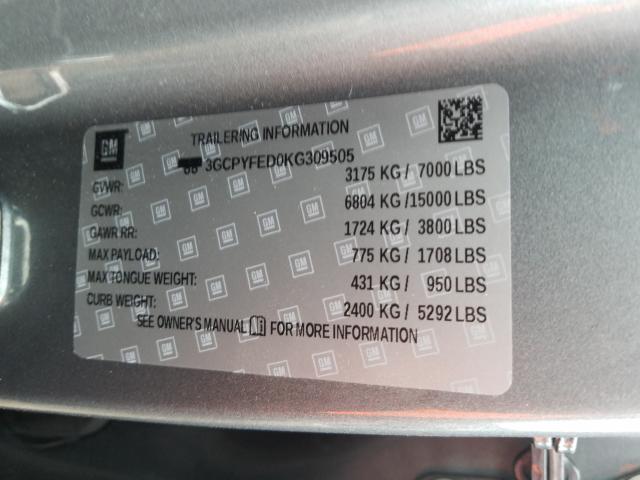 GM
TRAILERING INFORMATION
88 3GCPYFED0KG309505
GVWR: 3175 KG / 7000 LBS
GCWR: 6804 KG /15000 LBS
GAWR RR: 1724 KG / 3800 LBS
MAX PAYLOAD: 775 KG / 1708 LBS
MAX TONGUE WEIGHT: 431 KG / 950 LBS
CURB WEIGHT: 2400 KG / 5292 LBS
SEE OWNER'S MANUAL FOR MORE INFORMATION